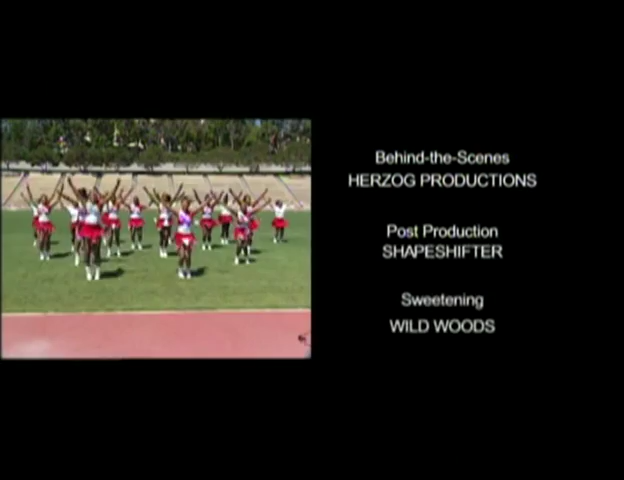 Behind-the-Scenes
HERZOG PRODUCTIONS
Post Production
SHAPESHIFTER
Sweetening
WILD WOODS